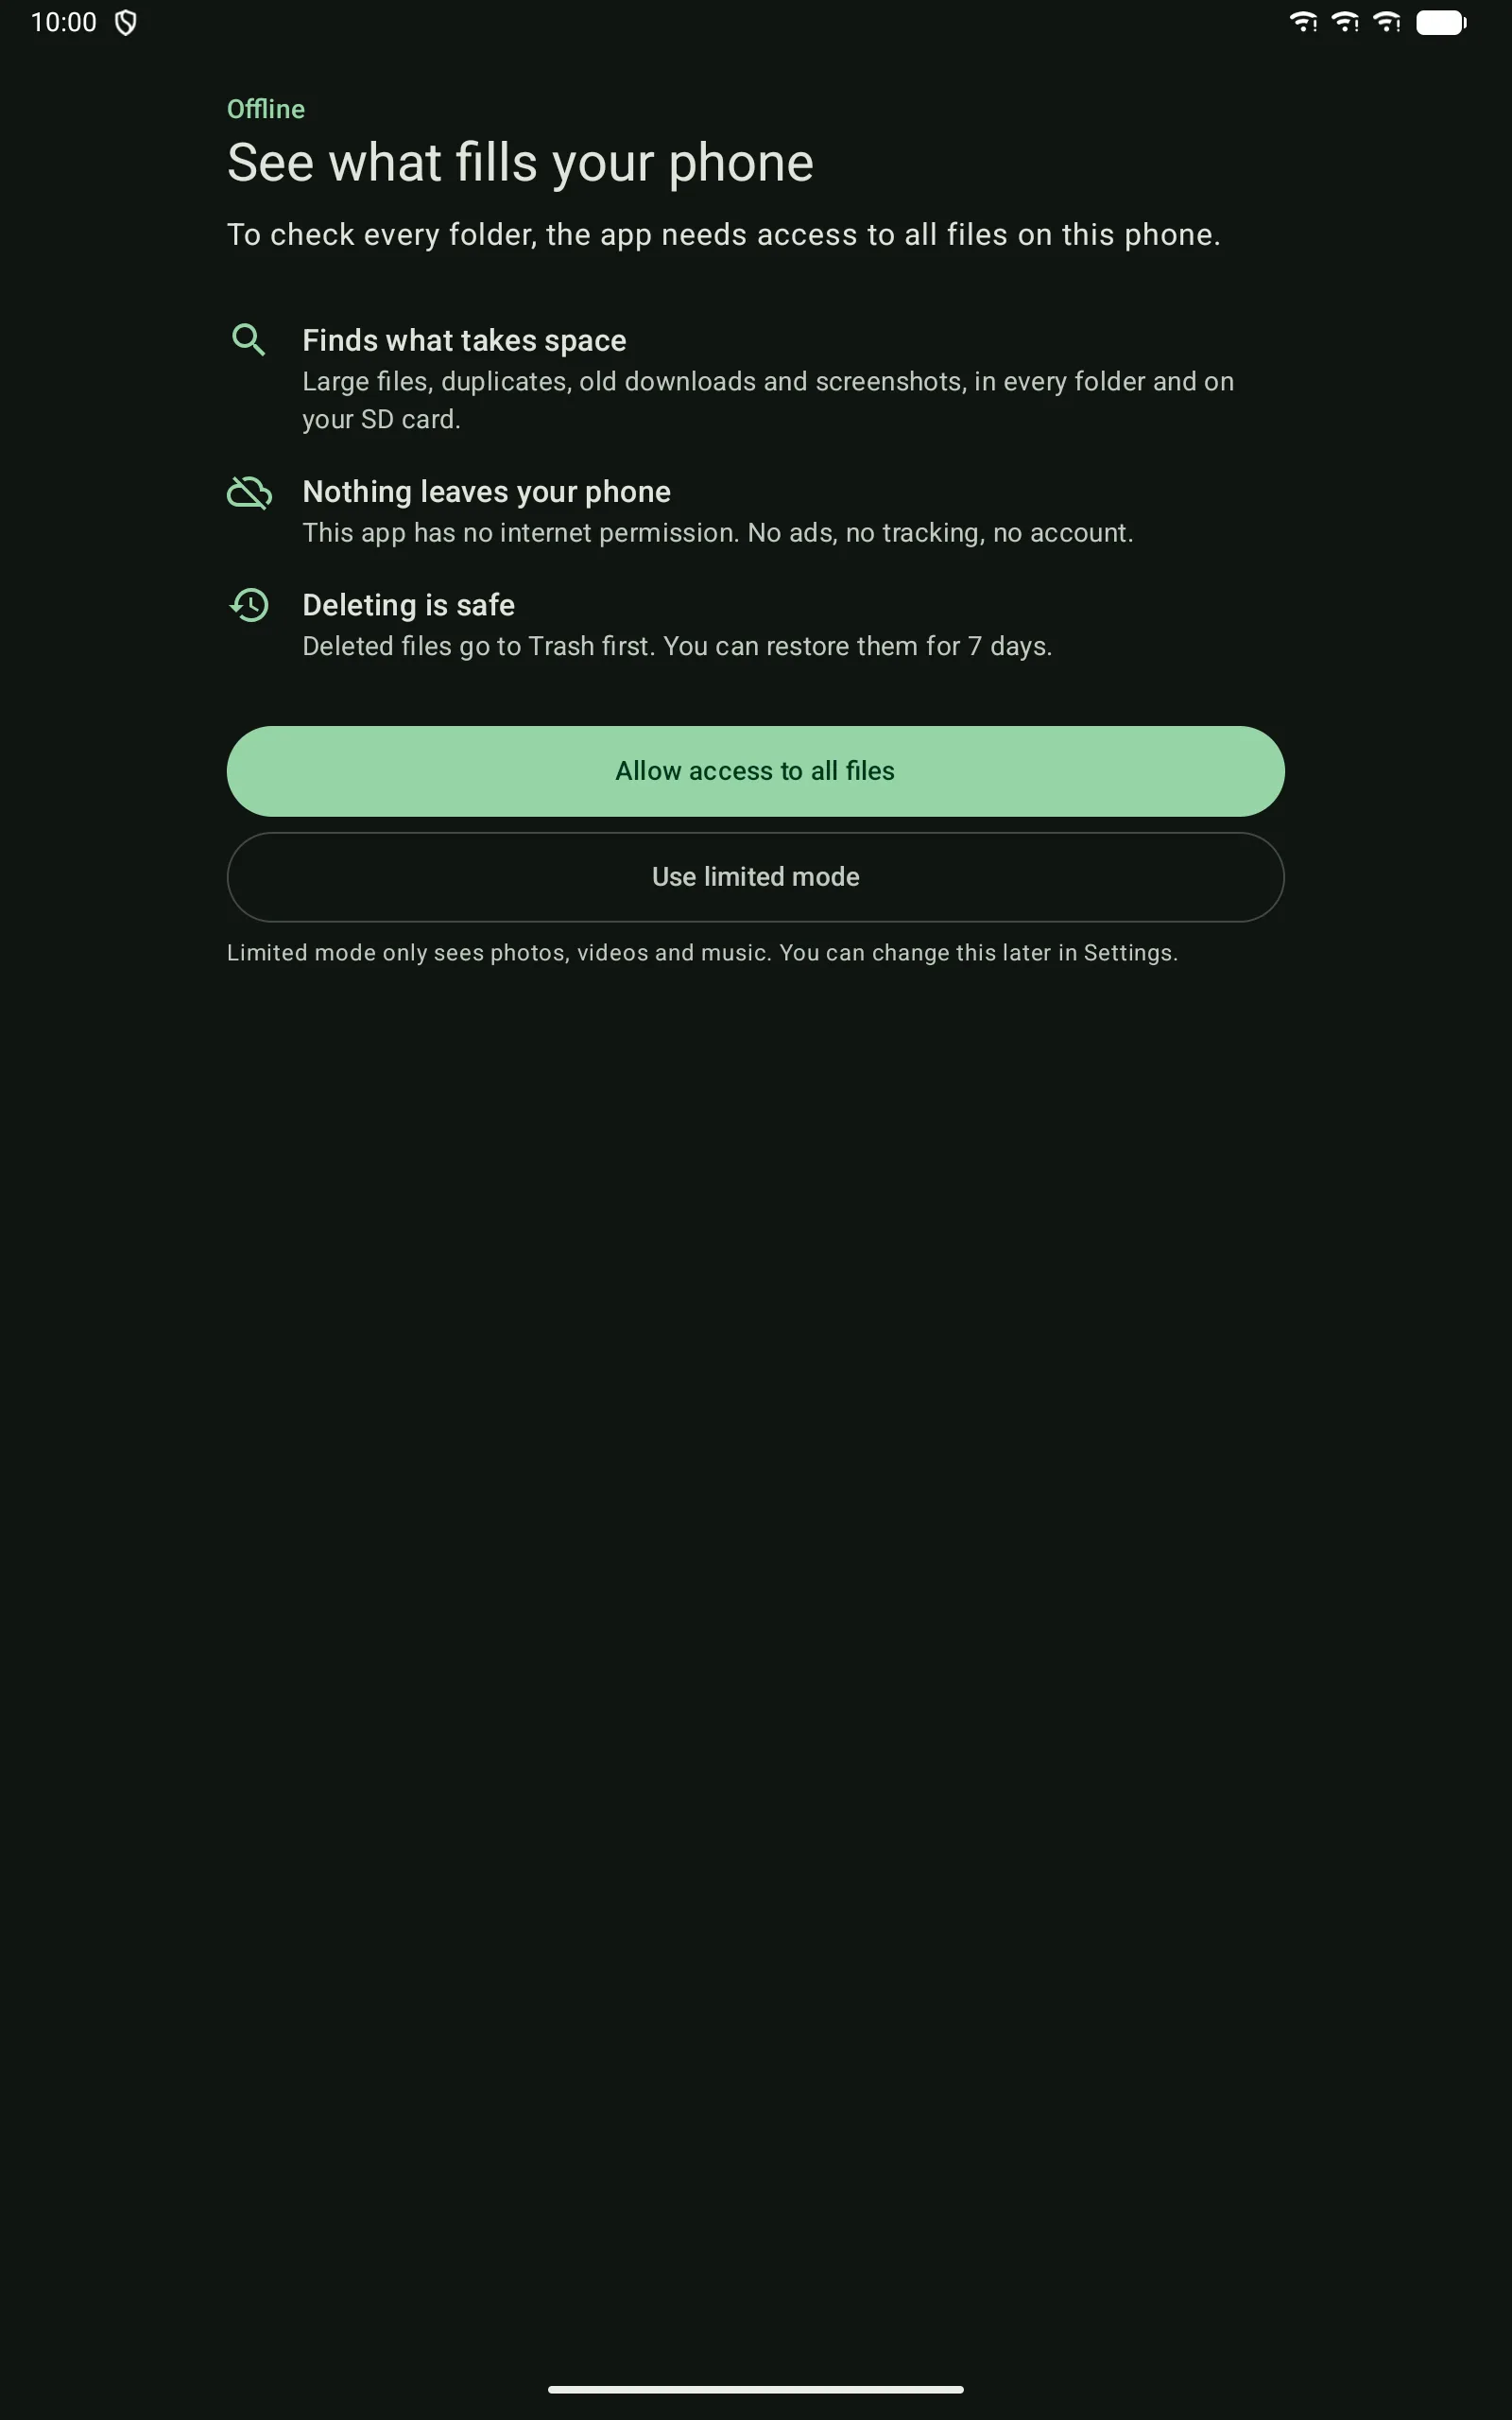 10:00
Offline
See what fills your phone
To check every folder, the app needs access to all files on this phone.
Finds what takes space
Large files, duplicates, old downloads and screenshots, in every folder and on
your SD card.
Nothing leaves your phone
This app has no internet permission. No ads, no tracking, no account.
Deleting is safe
Deleted files go to Trash first. You can restore them for 7 days.
Allow access to all files
Use limited mode
Limited mode only sees photos, videos and music. You can change this later in Settings.